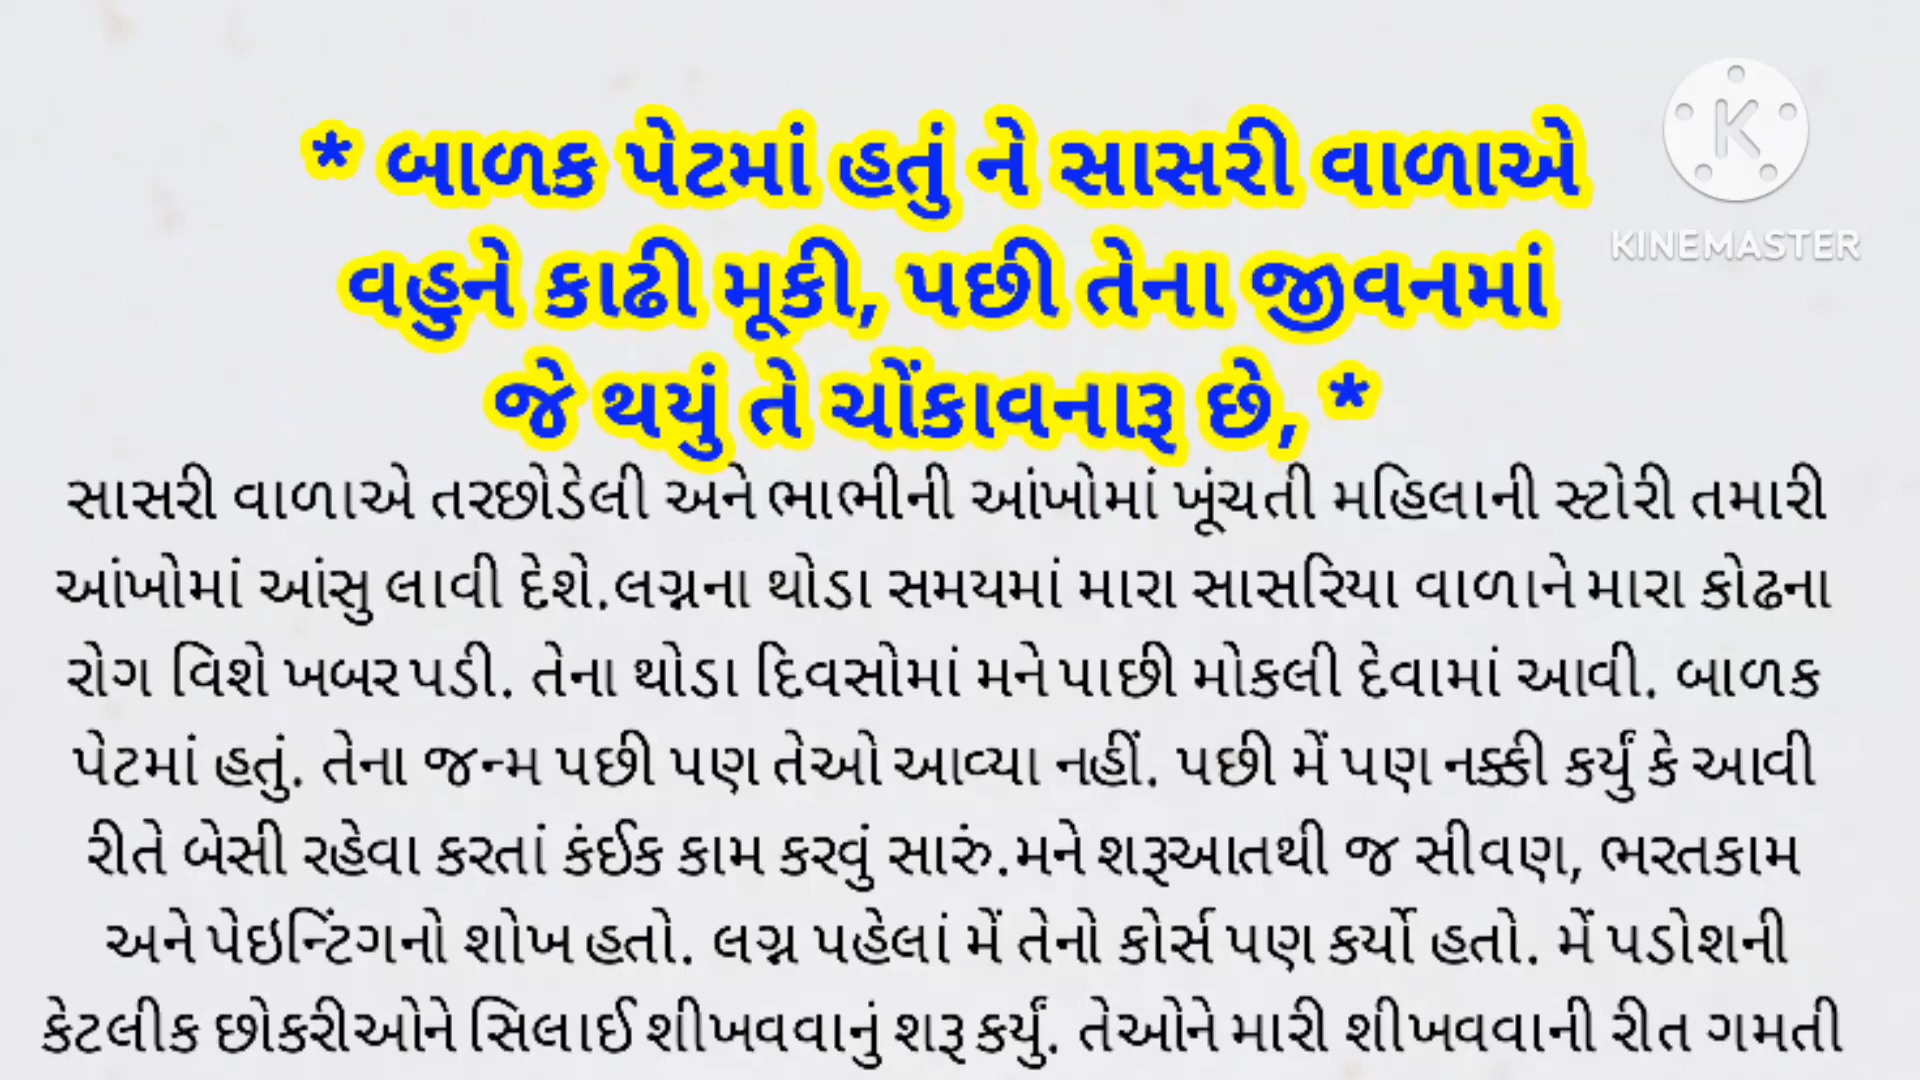 * બાળક પેટમાં હતું ને સાસરી વાળાએ
વહુને કાઢી મૂકી, પછી તેના જીવનમાં
જે થયું તે ચોંકાવનારૂ છે, *
K
KINEMASTER
સાસરી વાળાએ તરછોડેલી અને ભાભીની આંખોમાં ખૂંચતી મહિલાની સ્ટોરી તમારી
આંખોમાં આંસુ લાવી દેશે.લગ્નના થોડા સમયમાં મારા સાસરિયા વાળાને મારા કોઢના
રોગ વિશે ખબર પડી. તેના થોડા દિવસોમાં મને પાછી મોકલી દેવામાં આવી. બાળક
પેટમાં હતું. તેના જન્મ પછી પણ તેઓ આવ્યા નહીં. પછી મેં પણ નક્કી કર્યું કે આવી
રીતે બેસી રહેવા કરતાં કંઈક કામ કરવું સારું.મને શરૂઆતથી જ સીવણ, ભરતકામ
અને પેઇન્ટિંગનો શોખ હતો. લગ્ન પહેલાં મેં તેનો કોર્સ પણ કર્યો હતો. મેં પડોશની
કેટલીક છોકરીઓને સિલાઈ શીખવવાનું શરૂ કર્યું. તેઓને મારી શીખવવાની રીત ગમતી